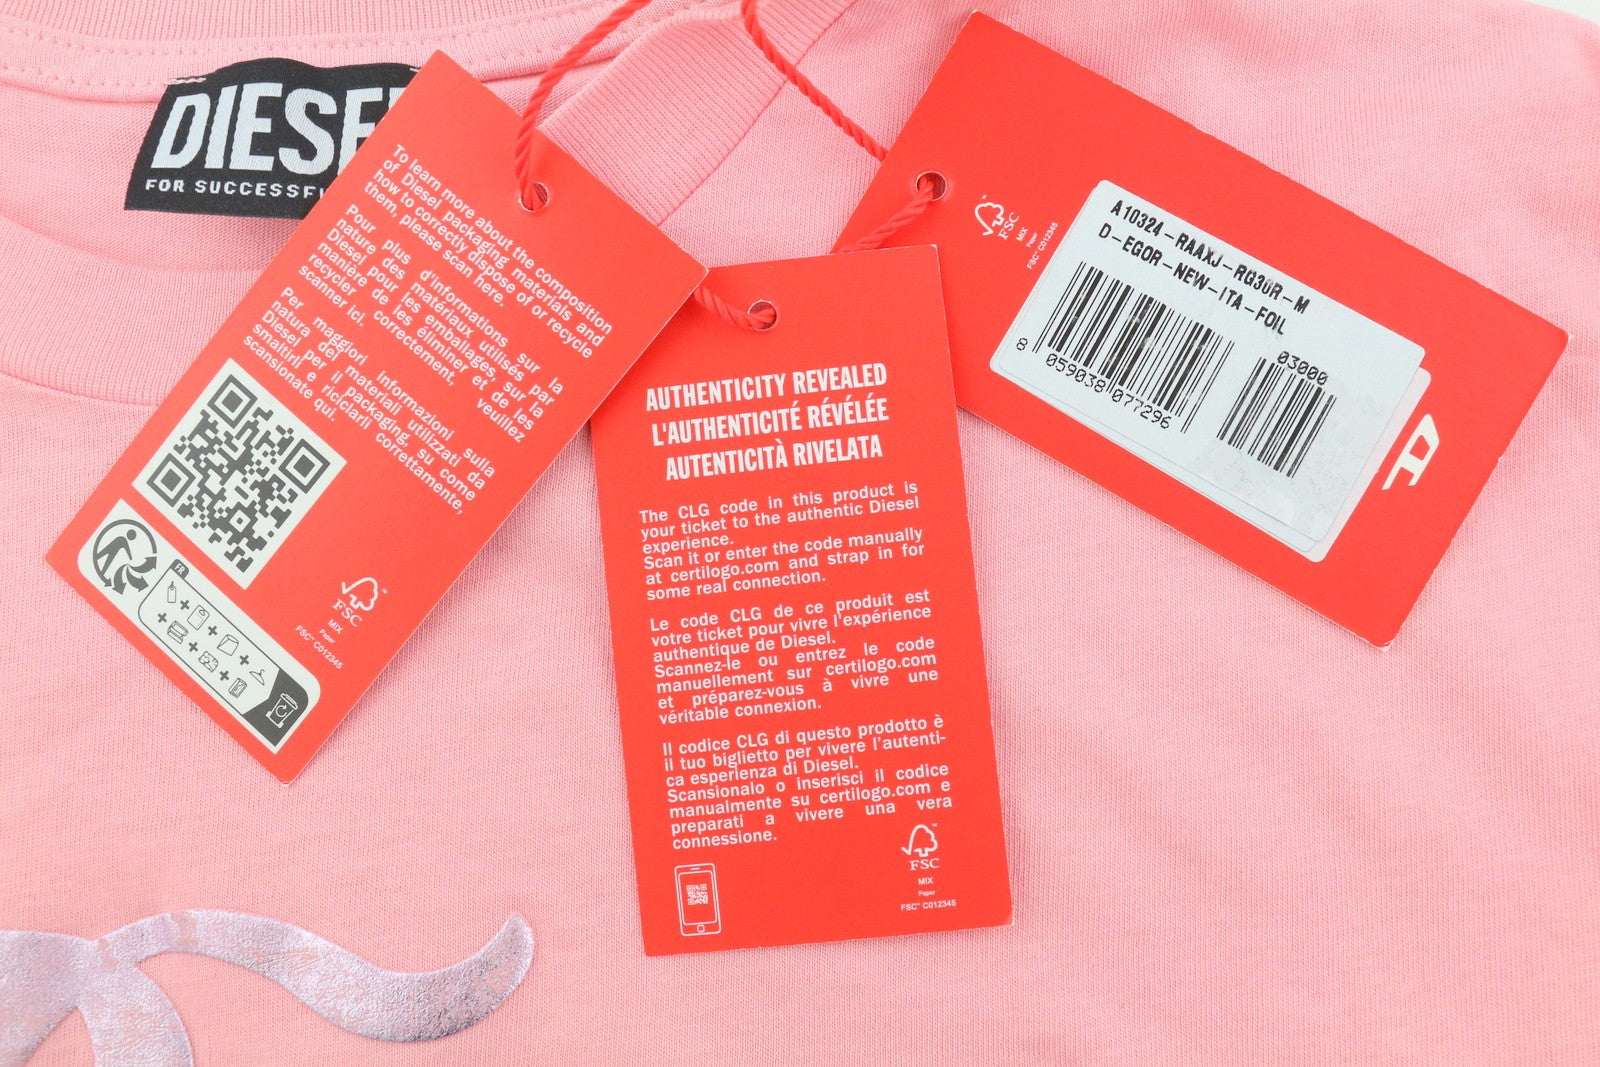 DIESEL
FOR SUCCESSFU
To learn more about the composition
of Diesel packaging materials and
how to correctly dispose of or recycle
them, please scan here.
Pour plus d'informations sur la
nature des matériaux utilisés par
Diesel pour les emballages, sur la
manière de les éliminer et de les
recycler correctement, veuillez
scanner ici.
Per maggiori informazioni sulla
natura dei materiali utilizzati da
Diesel per il packaging, su come
smaltirli e riciclarli correttamente,
scansionate qui.
FR
FSC
MIX
Paper
FSC™ C012345
AUTHENTICITY REVEALED
L'AUTHENTICITÉ RÉVÉLÉE
AUTENTICITÀ RIVELATA
The CLG code in this product is
your ticket to the authentic Diesel
experience.
Scan it or enter the code manually
at certilogo.com and strap in for
some real connection.
Le code CLG de ce produit est
votre ticket pour vivre l'expérience
authentique de Diesel.
Scannez-le ou entrez le code
manuellement sur certilogo.com
et préparez-vous à vivre une
véritable connexion.
Il codice CLG di questo prodotto è
il tuo biglietto per vivere l'autenti-
ca esperienza di Diesel.
Scansionalo o inserisci il codice
manualmente su certilogo.com e
preparati a vivere una vera
connessione.
FSC
MIX
Paper
FSC™ C012345
FSC
MIX
Paper
FSC™ C012345
A10324-RAAXJ-RG30R-M
D-EGOR-NEW-ITA-FOIL
03000
8 059038 077296
D